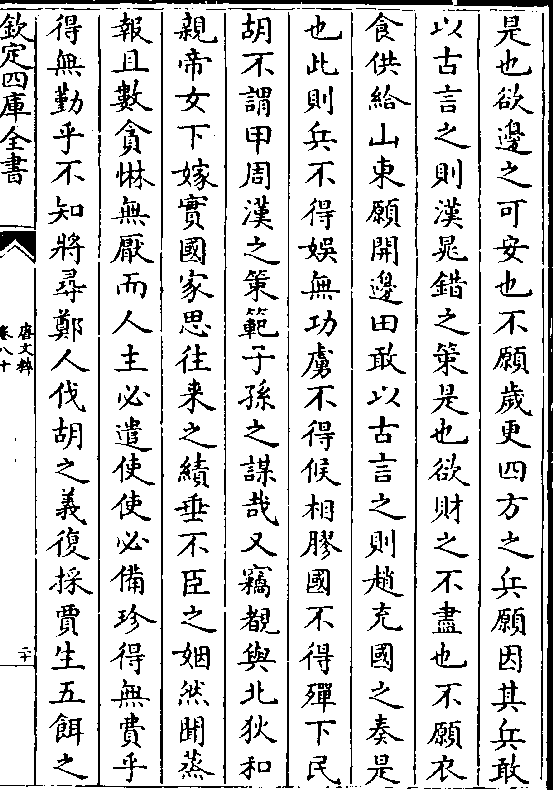 是也欲邊之可安也不願歲更四方之兵願因其兵敢
以古言之則漢晁錯之策是也欲財之不盡也不願衣
食供給山東願開邊田敢以古言之則趙充國之奏是
也此則兵不得娛無功虜不得候相膠國不得殫下民
胡不謂甲周漢之策範子孫之謀哉又竊覩與北狄和
親帝女下嫁實國家思往来之績垂不臣之姻然聞蒸
報且數貪惏無厭而人主必遣使使必備珍得無費乎
得無勤乎不知將尋鄭人伐胡之義復採賈生五餌之
欽定四庫全書
唐文粹
卷八十
二十